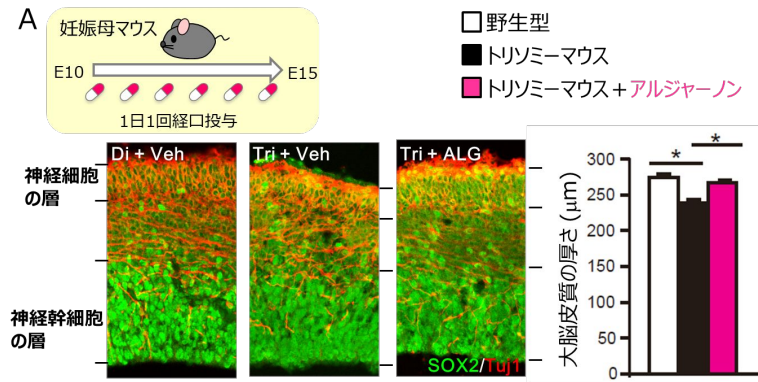 A
妊娠母マウス
E10
E15
1日1回経口投与
野生型
トリソミーマウス
トリソミーマウス＋アルジャーノン
Di + Veh
Tri + Veh
Tri + ALG
神経細胞
の層
神経幹細胞
の層
SOX2/Tuj1
大脳皮質の厚さ(μm)
300
250
200
150
100
50
0
*
*